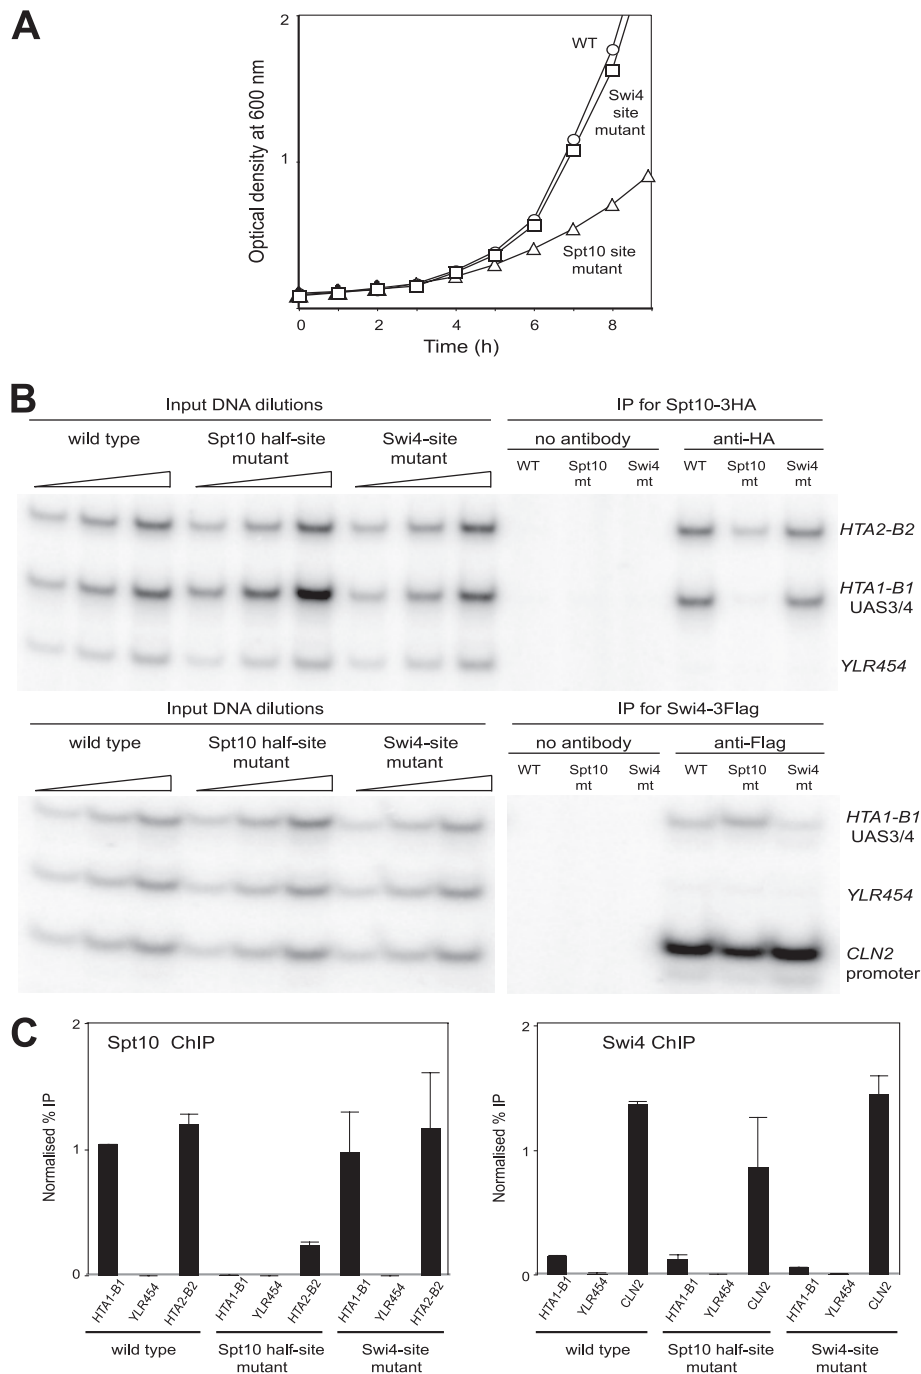 A
2
1
Optical density at 600 nm
WT
Swi4
site
mutant
Spt10 site
mutant
0 2 4 6 8
Time (h)
B
Input DNA dilutions
IP for Spt10-3HA
wild type
Spt10 half-site
mutant
Swi4-site
mutant
no antibody
anti-HA
WT Spt10 Swi4 WT Spt10 Swi4
mt mt mt mt
HTA2-B2
HTA1-B1
UAS3/4
YLR454
Input DNA dilutions
IP for Swi4-3Flag
wild type
Spt10 half-site
mutant
Swi4-site
mutant
no antibody
anti-Flag
WT Spt10 Swi4 WT Spt10 Swi4
mt mt mt mt
HTA1-B1
UAS3/4
YLR454
CLN2
promoter
C
Spt10 ChIP
2
1
0
Normalised % IP
HTA1-B1 YLR454 HTA2-B2 HTA1-B1 YLR454 HTA2-B2 HTA1-B1 YLR454 HTA2-B2
wild type
Spt10 half-site
mutant
Swi4-site
mutant
Swi4 ChIP
2
1
0
Normalised % IP
HTA1-B1 YLR454 CLN2 HTA1-B1 YLR454 CLN2 HTA1-B1 YLR454 CLN2
wild type
Spt10 half-site
mutant
Swi4-site
mutant